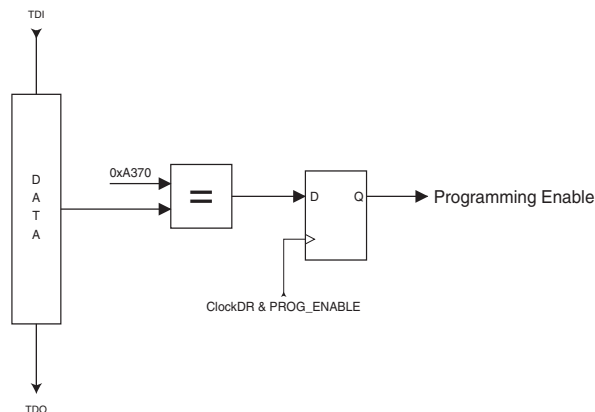 TDI
D
A
T
A
0xA370
=
D
Q
Programming Enable
ClockDR & PROG_ENABLE
TDO